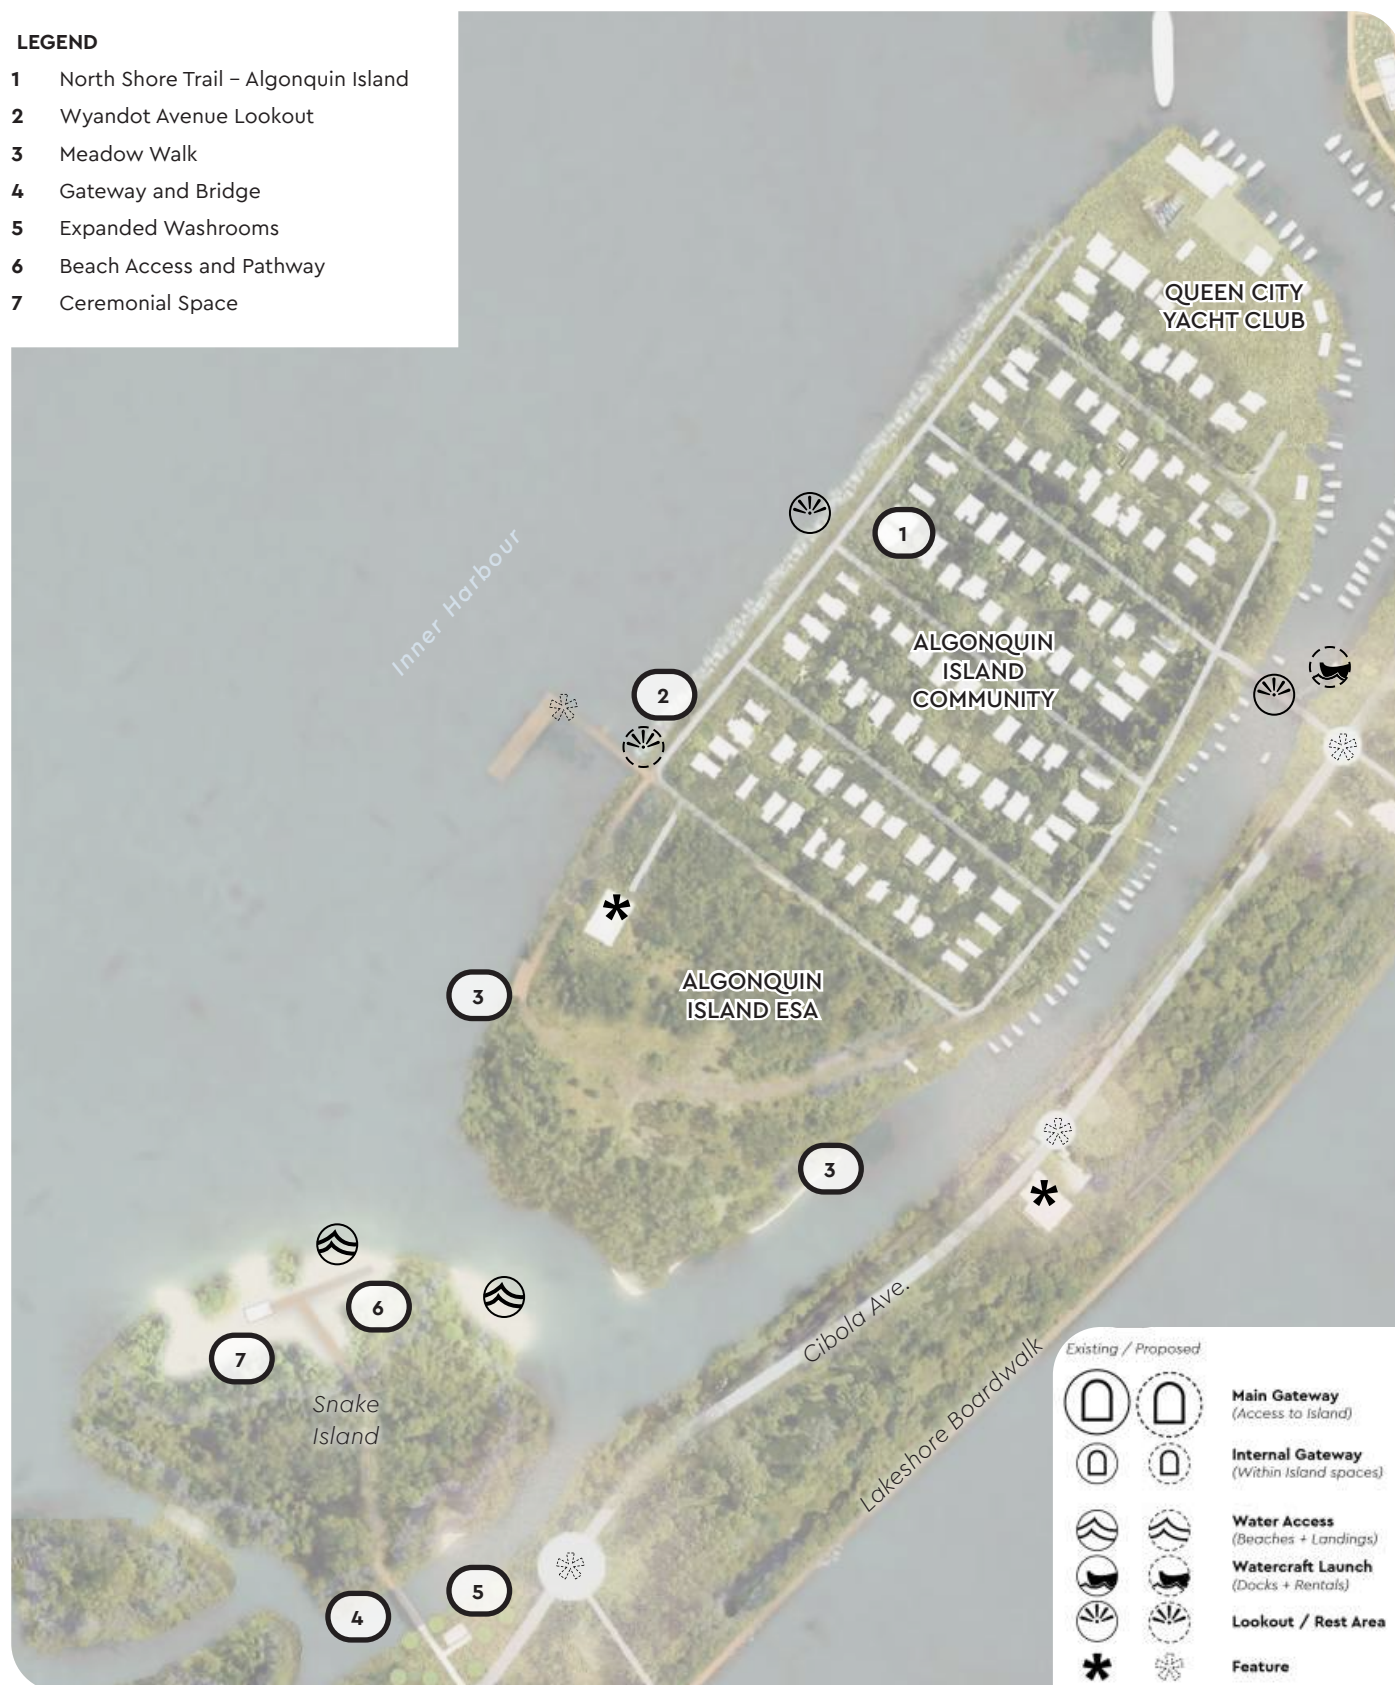 LEGEND
1 North Shore Trail – Algonquin Island
2 Wyandot Avenue Lookout
3 Meadow Walk
4 Gateway and Bridge
5 Expanded Washrooms
6 Beach Access and Pathway
7 Ceremonial Space
QUEEN CITY
YACHT CLUB
Inner Harbour
1
ALGONQUIN
ISLAND
COMMUNITY
2
3
ALGONQUIN
ISLAND ESA
3
6
7
Snake
Island
Cibola Ave.
Lakeshore Boardwalk
5
4
Existing / Proposed
Main Gateway
(Access to Island)
Internal Gateway
(Within Island spaces)
Water Access
(Beaches + Landings)
Watercraft Launch
(Docks + Rentals)
Lookout / Rest Area
Feature